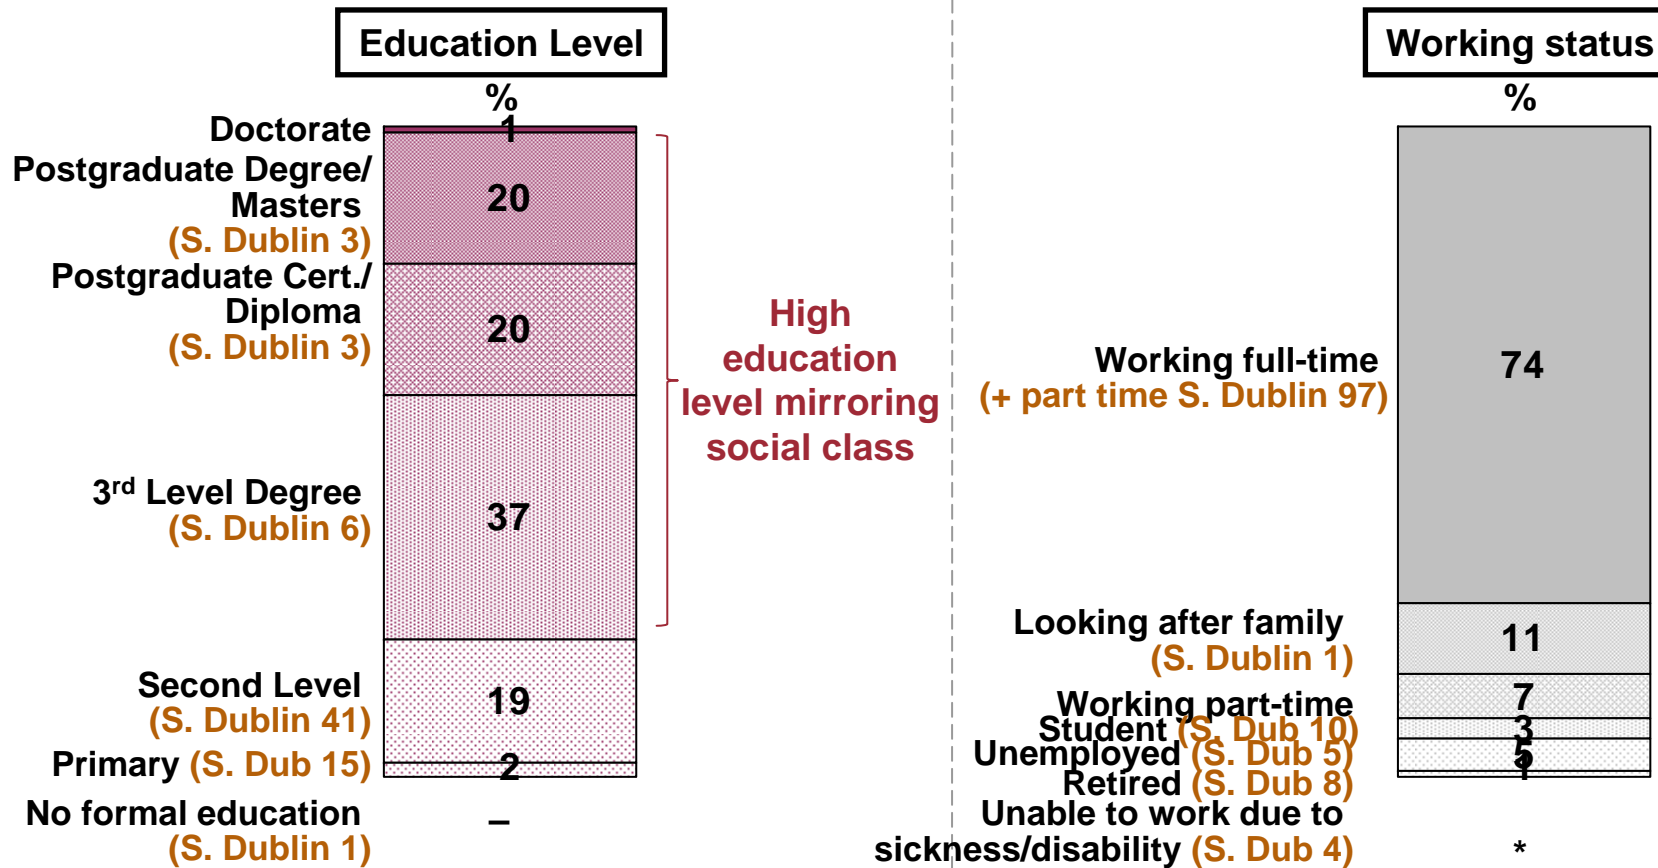 Education Level
%
Doctorate
1
Postgraduate Degree/
Masters
(S. Dublin 3)
20
Postgraduate Cert./
Diploma
(S. Dublin 3)
20
3rd Level Degree
(S. Dublin 6)
37
Second Level
(S. Dublin 41)
19
Primary (S. Dub 15)
2
No formal education
(S. Dublin 1)
–
High
education
level mirroring
social class
Working status
%
Working full-time
(+ part time S. Dublin 97)
74
Looking after family
(S. Dublin 1)
11
Working part-time
7
Student (S. Dub 10)
3
Unemployed (S. Dub 5)
5
Retired (S. Dub 8)
1
Unable to work due to
sickness/disability (S. Dub 4)
*